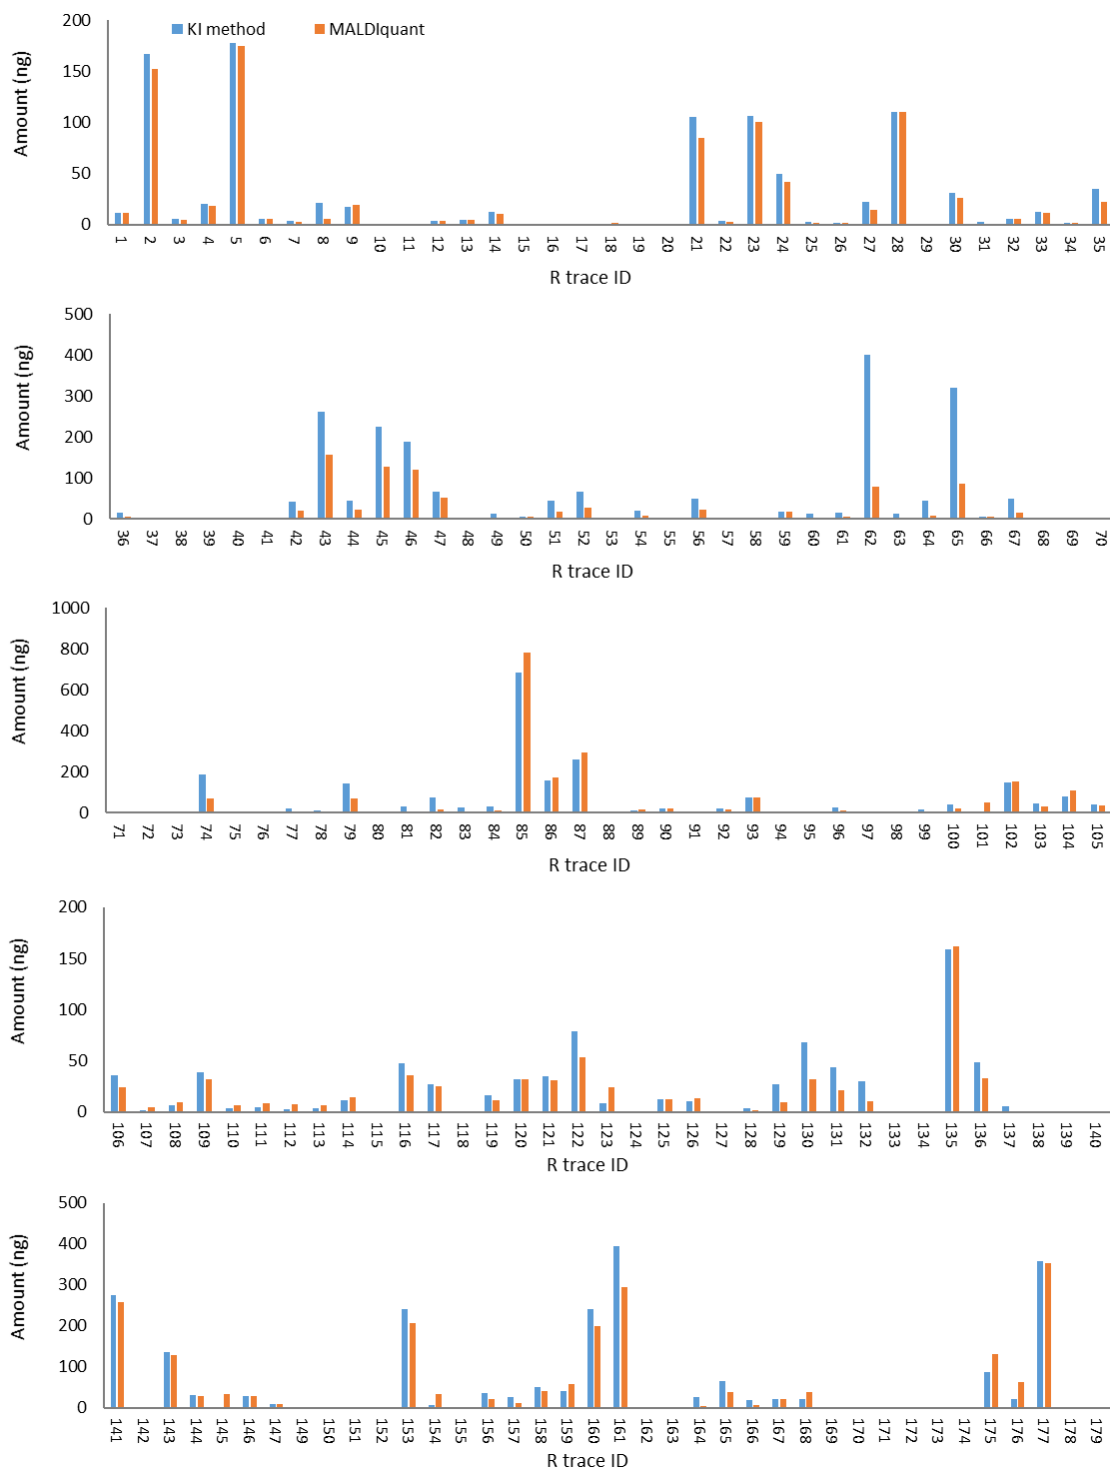 KI method MALDIquant
Amount (ng)
200
150
100
50
0
1 2 3 4 5 6 7 8 9 10 11 12 13 14 15 16 17 18 19 20 21 22 23 24 25 26 27 28 29 30 31 32 33 34 35
R trace ID
Amount (ng)
500
400
300
200
100
0
36 37 38 39 40 41 42 43 44 45 46 47 48 49 50 51 52 53 54 55 56 57 58 59 60 61 62 63 64 65 66 67 68 69 70
R trace ID
Amount (ng)
1000
800
600
400
200
0
71 72 73 74 75 76 77 78 79 80 81 82 83 84 85 86 87 88 89 90 91 92 93 94 95 96 97 98 99 100 101 102 103 104 105
R trace ID
Amount (ng)
200
150
100
50
0
106 107 108 109 110 111 112 113 114 115 116 117 118 119 120 121 122 123 124 125 126 127 128 129 130 131 132 133 134 135 136 137 138 139 140
R trace ID
Amount (ng)
500
400
300
200
100
0
141 142 143 144 145 146 147 148 149 150 151 152 153 154 155 156 157 158 159 160 161 162 163 164 165 166 167 168 169 170 171 172 173 174 175 176 177 178 179
R trace ID